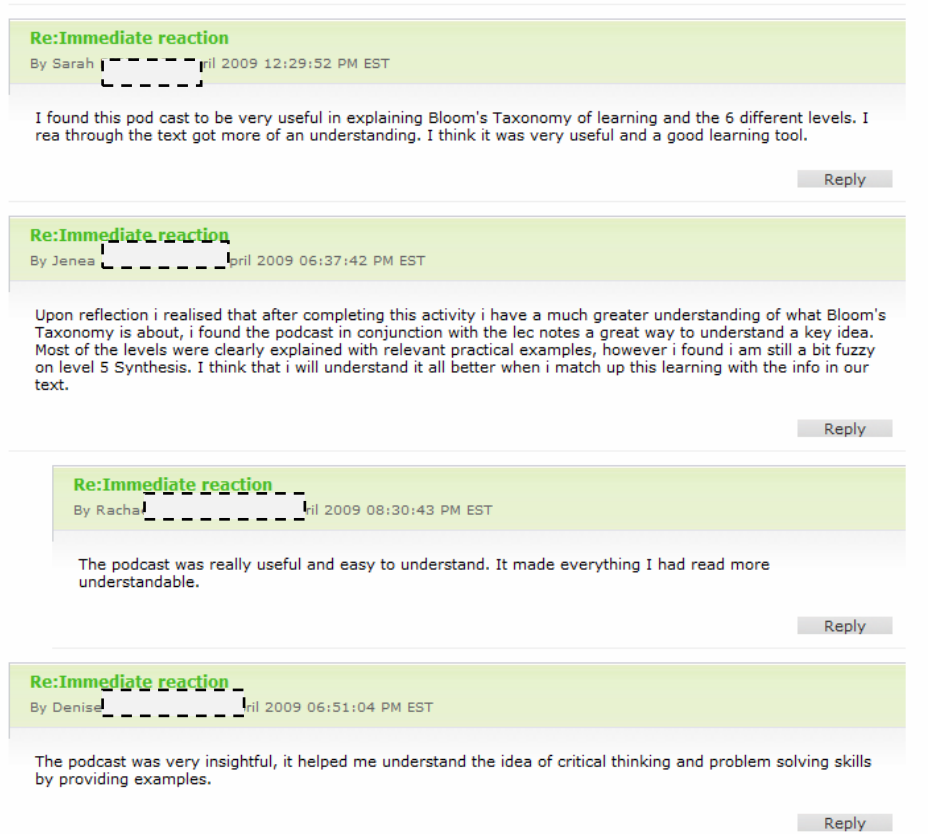 Re:Immediate reaction
By Sarah ril 2009 12:29:52 PM EST
I found this pod cast to be very useful in explaining Bloom's Taxonomy of learning and the 6 different levels. I
rea through the text got more of an understanding. I think it was very useful and a good learning tool.
Reply
Re:Immediate reaction
By Jenea pril 2009 06:37:42 PM EST
Upon reflection i realised that after completing this activity i have a much greater understanding of what Bloom's
Taxonomy is about, i found the podcast in conjunction with the lec notes a great way to understand a key idea.
Most of the levels were clearly explained with relevant practical examples, however i found i am still a bit fuzzy
on level 5 Synthesis. I think that i will understand it all better when i match up this learning with the info in our
text.
Reply
Re:Immediate reaction
By Racha ril 2009 08:30:43 PM EST
The podcast was really useful and easy to understand. It made everything I had read more
understandable.
Reply
Re:Immediate reaction
By Denise ril 2009 06:51:04 PM EST
The podcast was very insightful, it helped me understand the idea of critical thinking and problem solving skills
by providing examples.
Reply